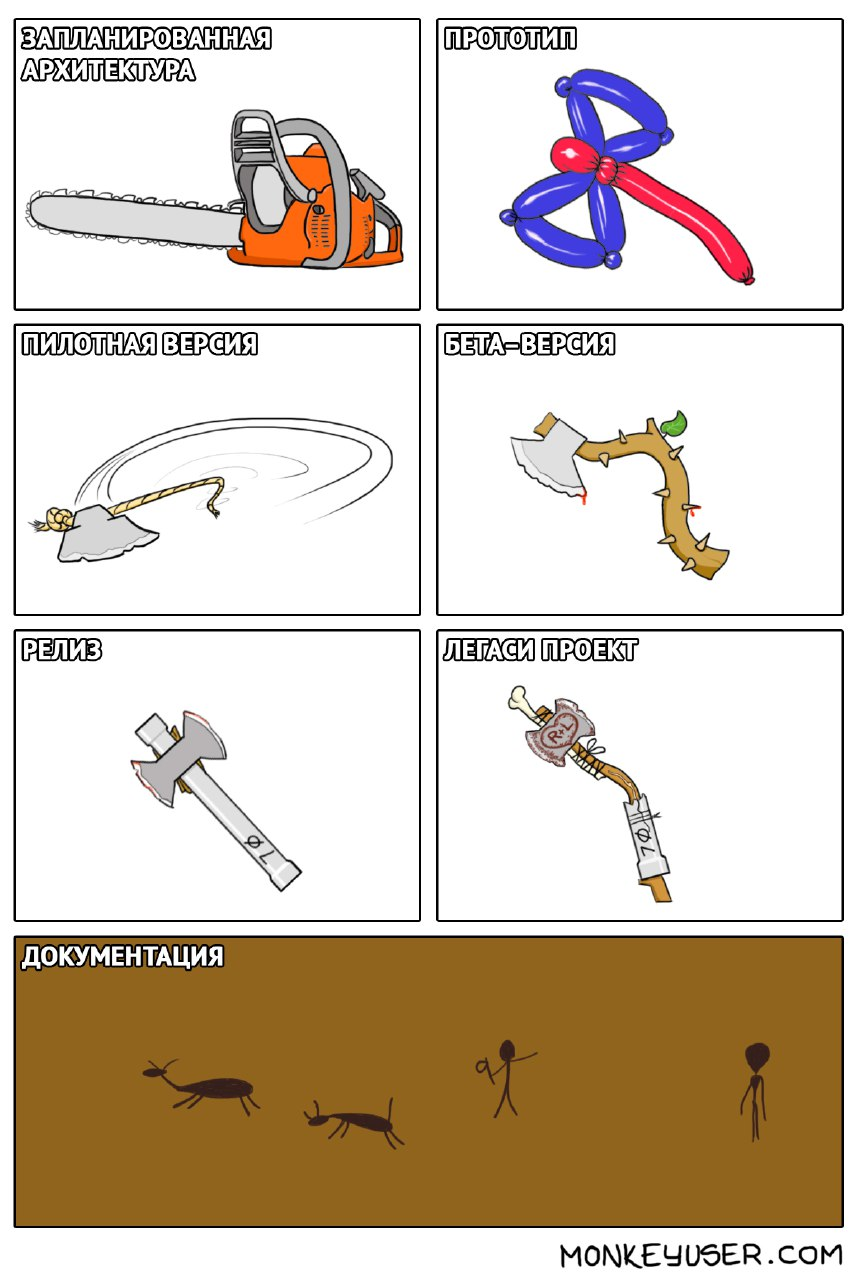 ЗАПЛАНИРОВАННАЯ
АРХИТЕКТУРА
ПРОТОТИП
ПИЛОТНАЯ ВЕРСИЯ
БЕТА-ВЕРСИЯ
РЕЛИЗ
ЛЕГАСИ ПРОЕКТ
R+L
ДОКУМЕНТАЦИЯ
MONKEYUSER.COM